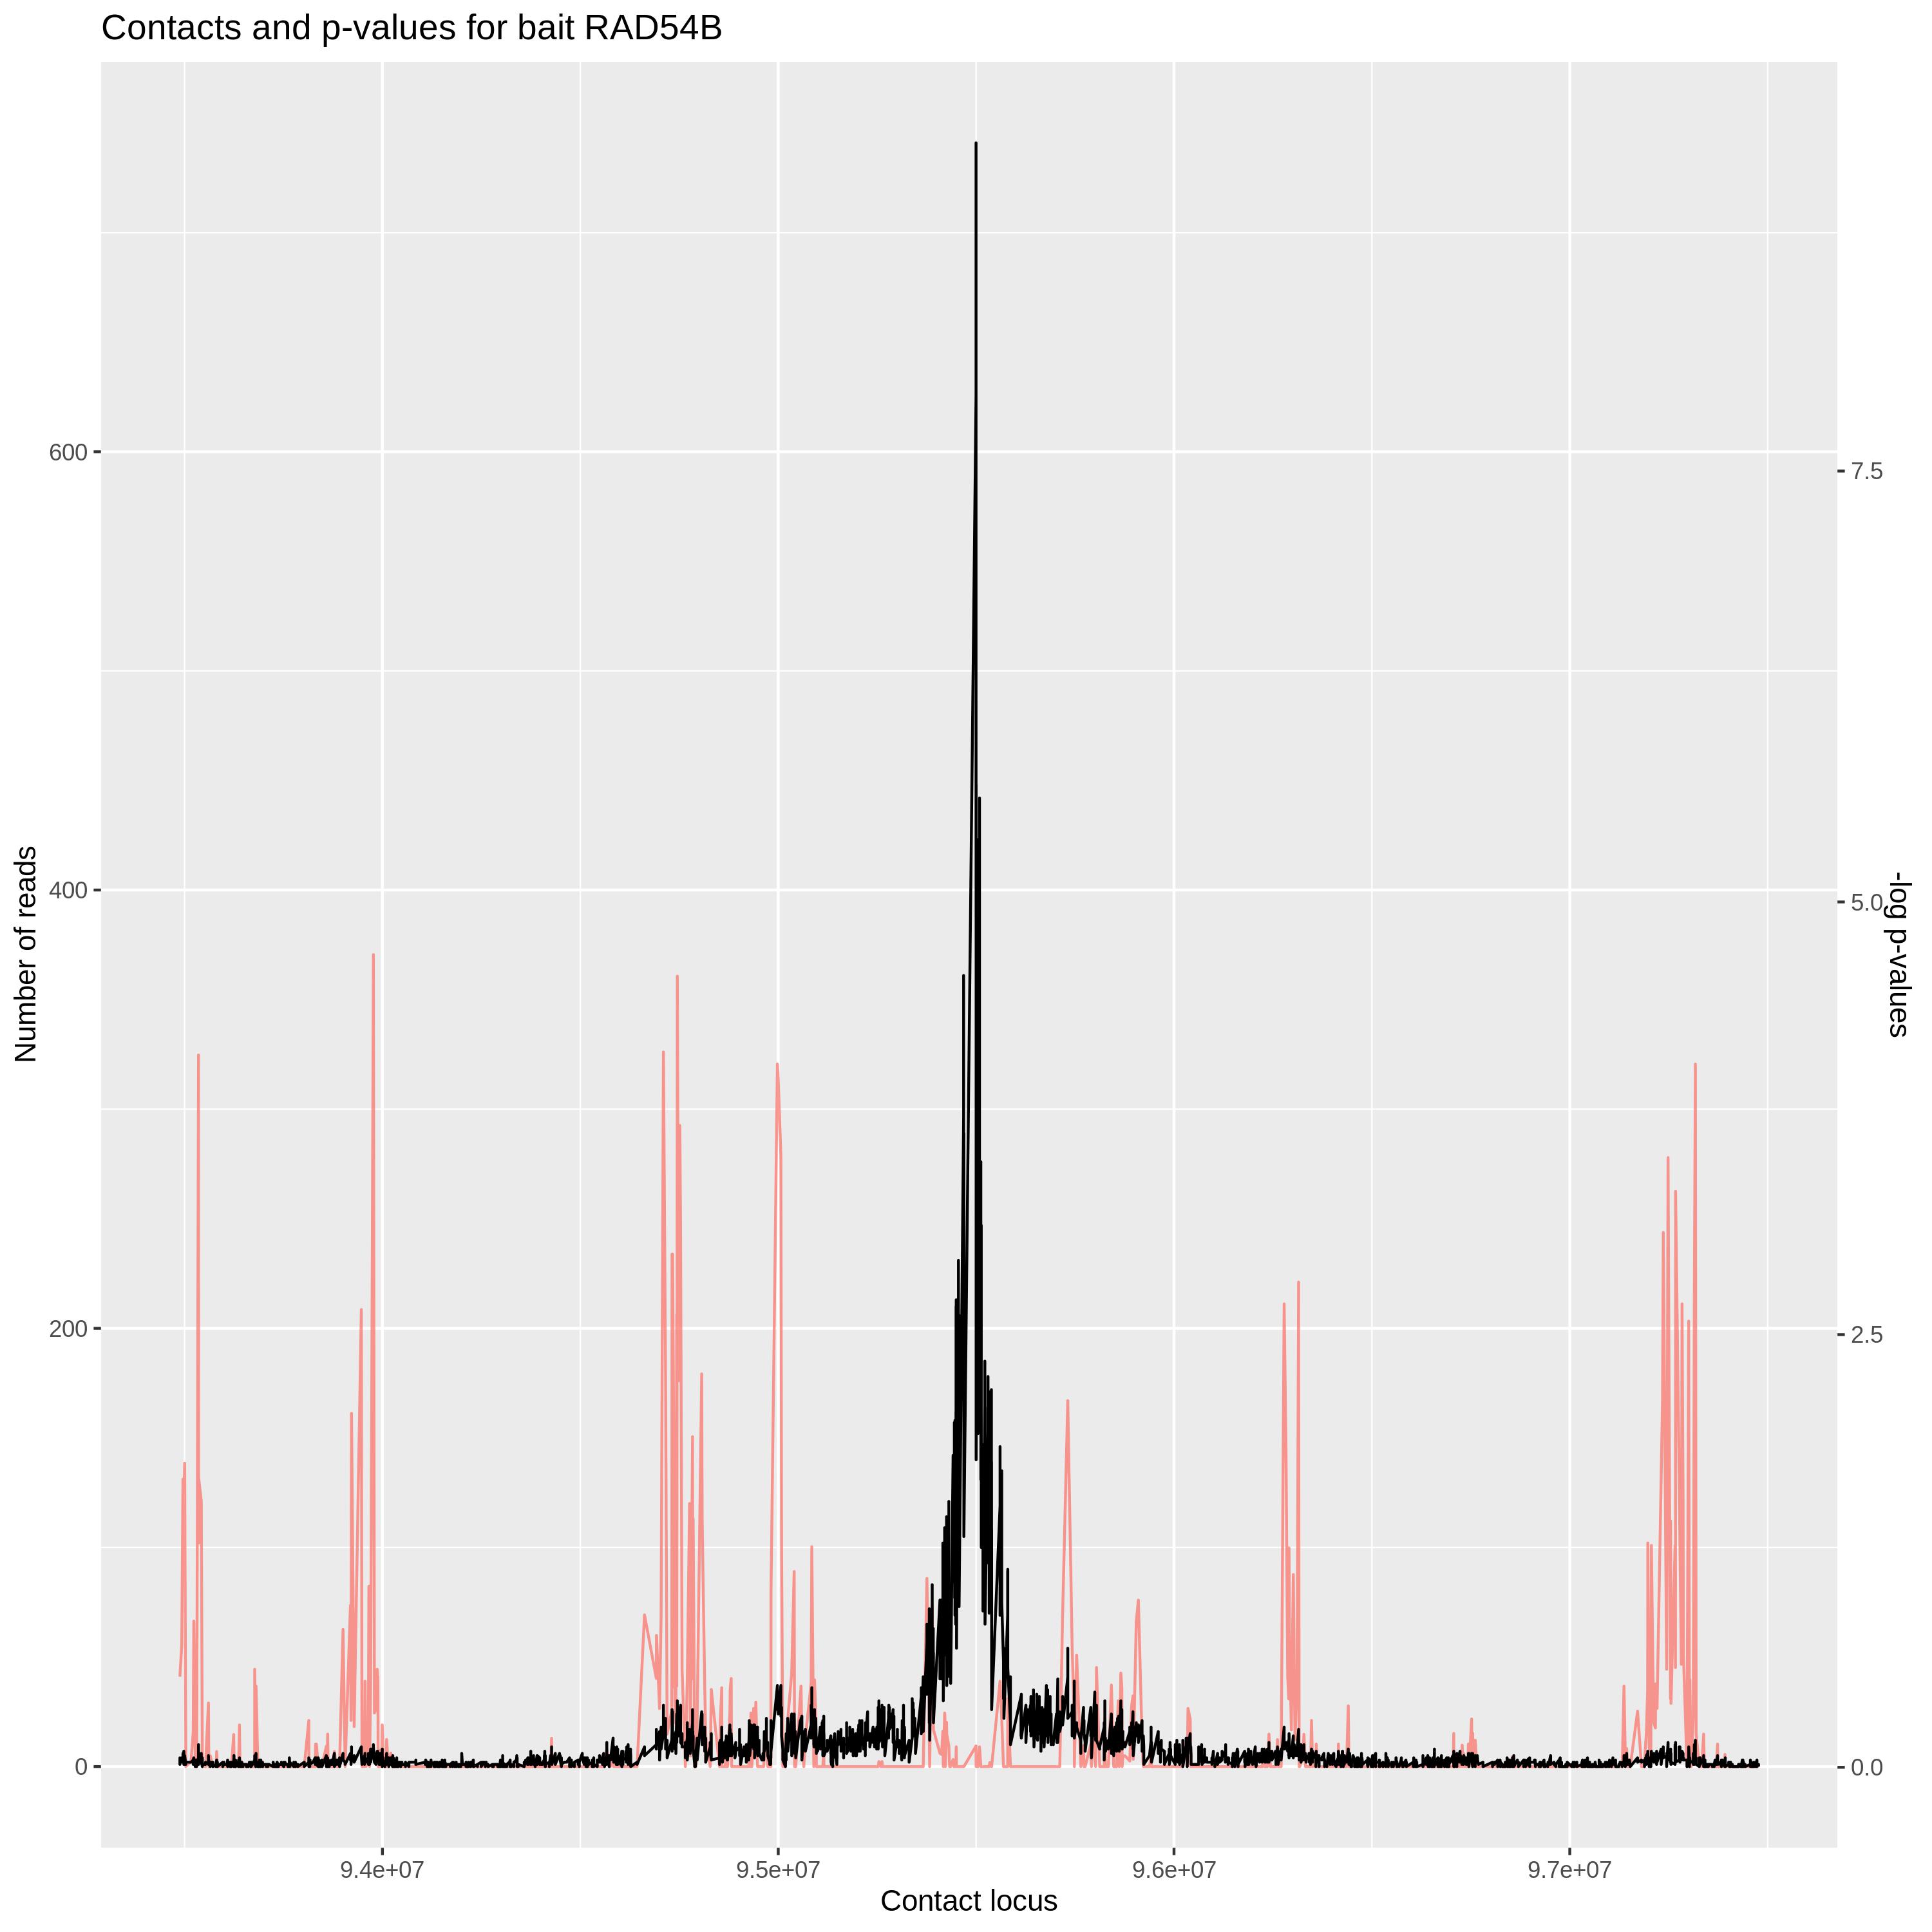 Contacts and p-values for bait RAD54B
Number of reads
600
400
200
0
7.5
5.0
2.5
0.0
-log p-values
9.4e+07
9.5e+07
9.6e+07
9.7e+07
Contact locus